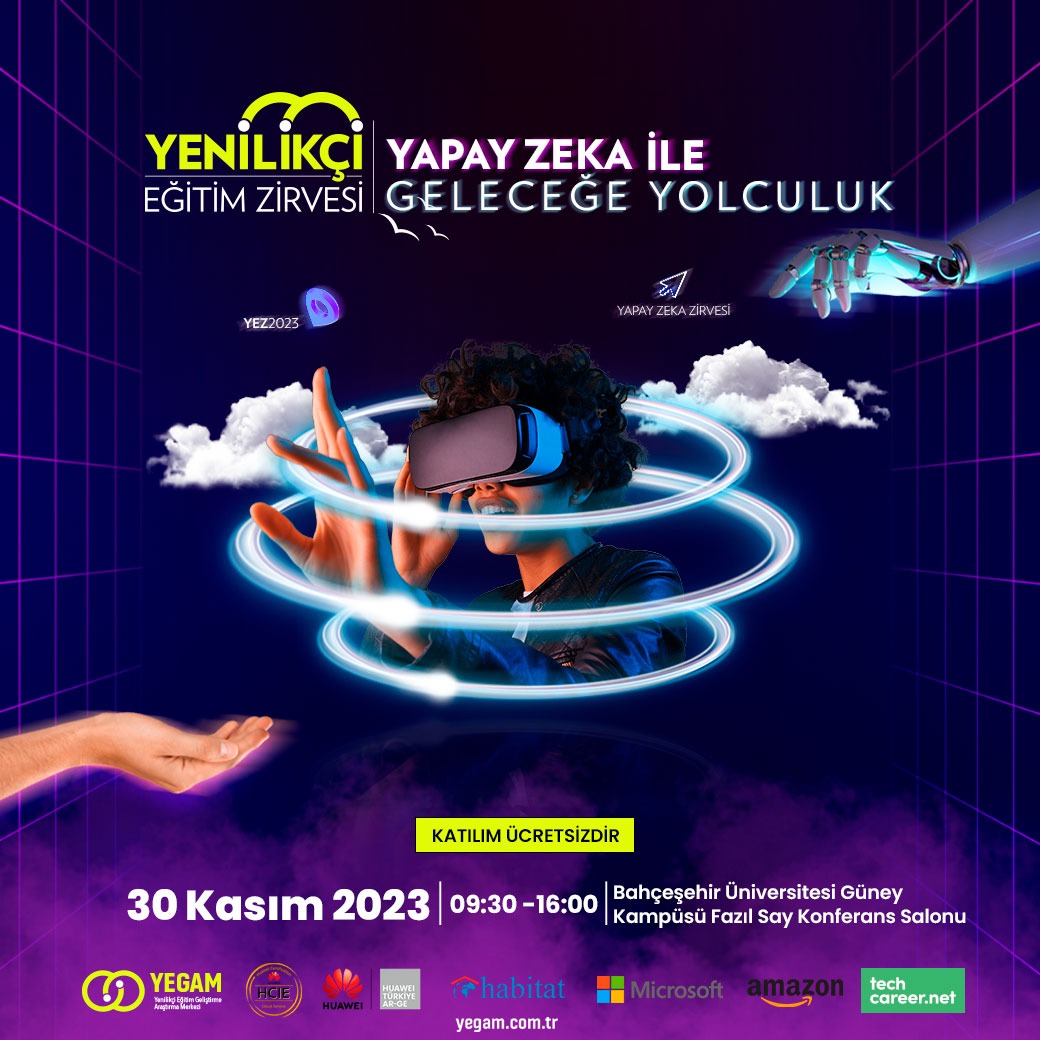 YENİLİKÇİ
EĞİTİM ZİRVESİ
YAPAY ZEKA İLE
GELECEĞE YOLCULUK
YEZ2023
YAPAY ZEKA ZİRVESİ
KATILIM ÜCRETSİZDİR
30 Kasım 2023
09:30 -16:00
Bahçeşehir Üniversitesi Güney
Kampüsü Fazıl Say Konferans Salonu
YEGAM
Yenilikçi Eğitim Geliştirme
Araştırma Merkezi
HCIE
HUAWEI
HUAWEI
TÜRKİYE
AR-GE
habitat
Microsoft
amazon
tech
career.net
yegam.com.tr